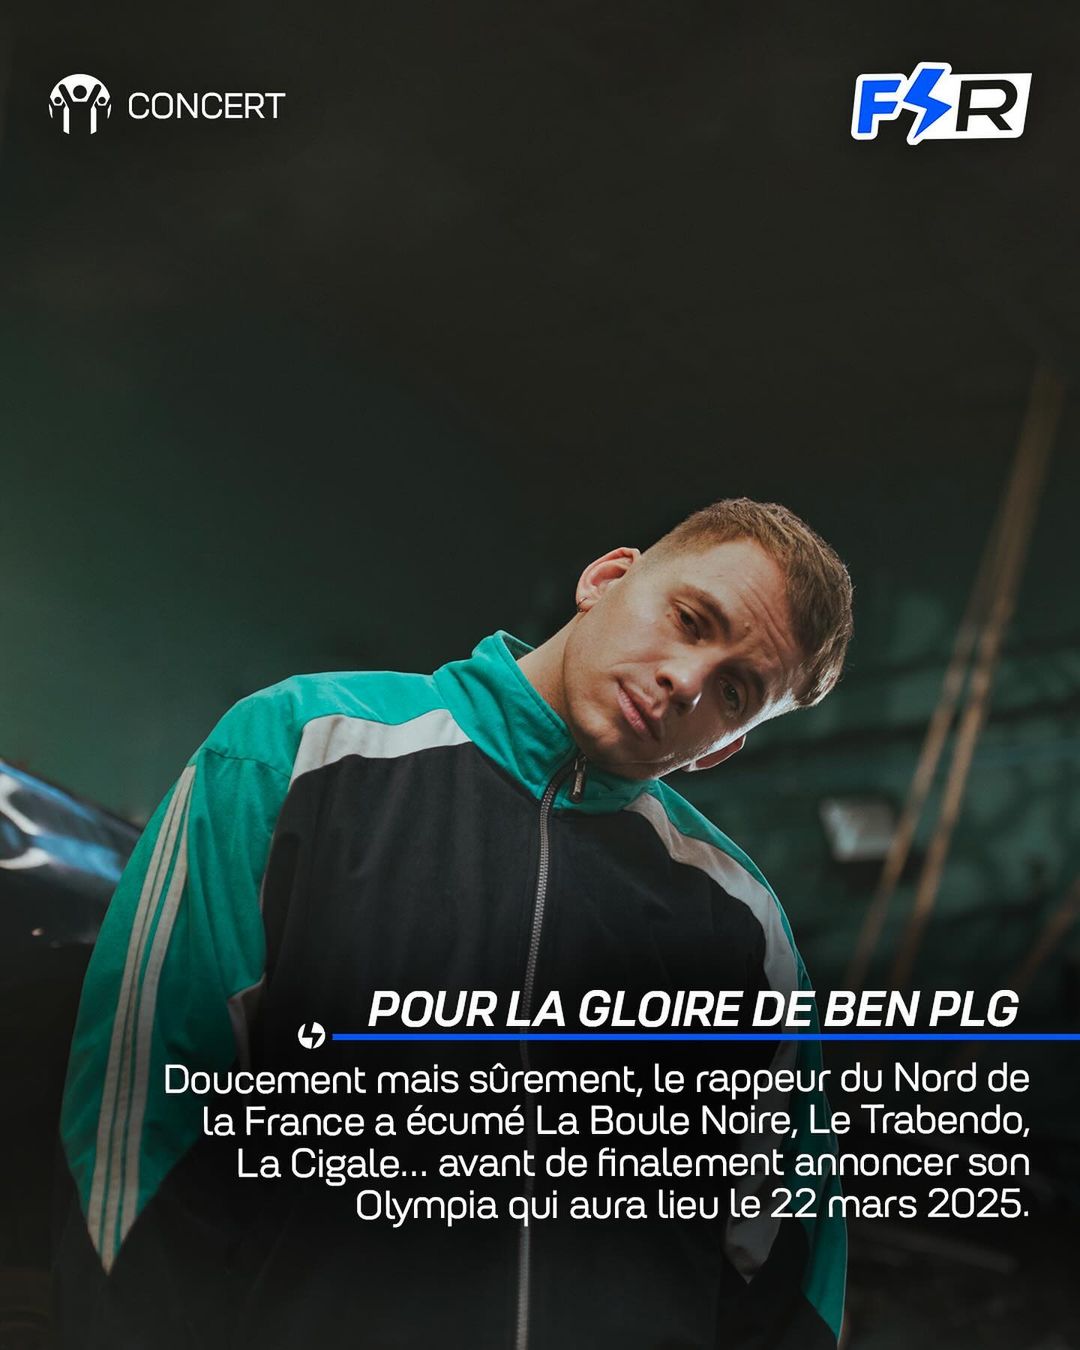 CONCERT
FR
POUR LA GLOIRE DE BEN PLG
Doucement mais sûrement, le rappeur du Nord de
la France a écumé La Boule Noire, Le Trabendo,
La Cigale... avant de finalement annoncer son
Olympia qui aura lieu le 22 mars 2025.